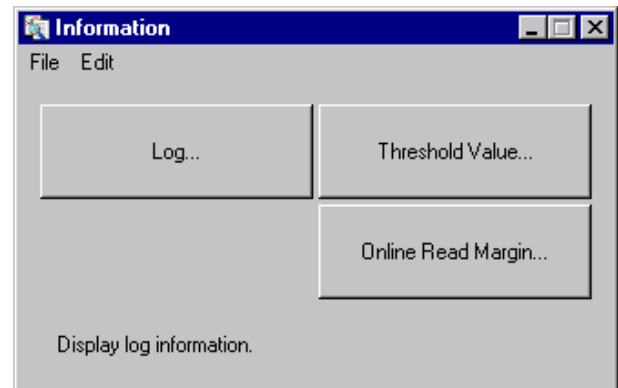 Information
File Edit
Log... Threshold Value...
Online Read Margin...
Display log information.